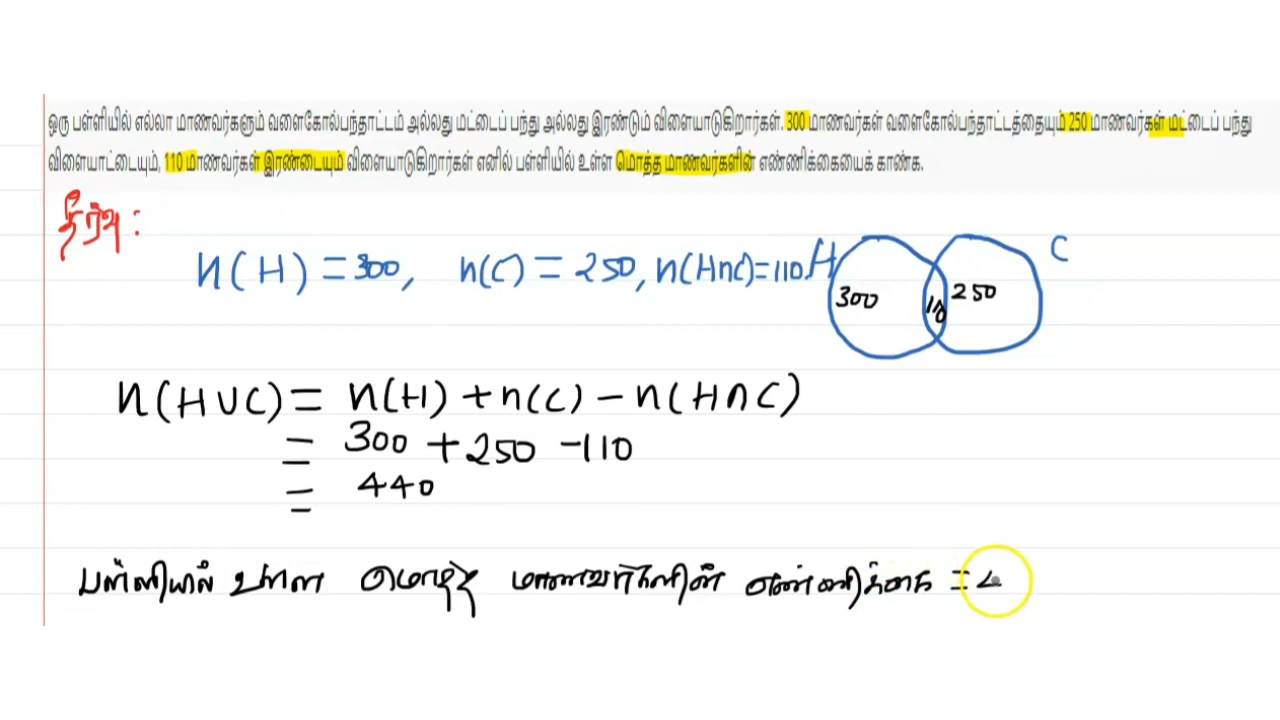 ஒரு பள்ளியில் எல்லா மாணவர்களும் வளைகோல்பந்தாட்டம் அல்லது மட்டைப் பந்து அல்லது இரண்டும் விளையாடுகிறார்கள். 300 மாணவர்கள் வளைகோல்பந்தாட்டத்தையும் 250 மாணவர்கள் மட்டைப் பந்து
விளையாட்டையும், 110 மாணவர்கள் இரண்டையும் விளையாடுகிறார்கள் எனில் பள்ளியில் உள்ள மொத்த மாணவர்களின் எண்ணிக்கையைக் காண்க.
தீர்வு :
n(H) = 300, n(C) = 250, n(H∩C)=110 H C
300 110 250
n(H∪C) = n(H) + n(C) - n(H∩C)
= 300 + 250 -110
= 440
பள்ளியில் உள்ள மொத்த மாணவர்களின் எண்ணிக்கை = 4